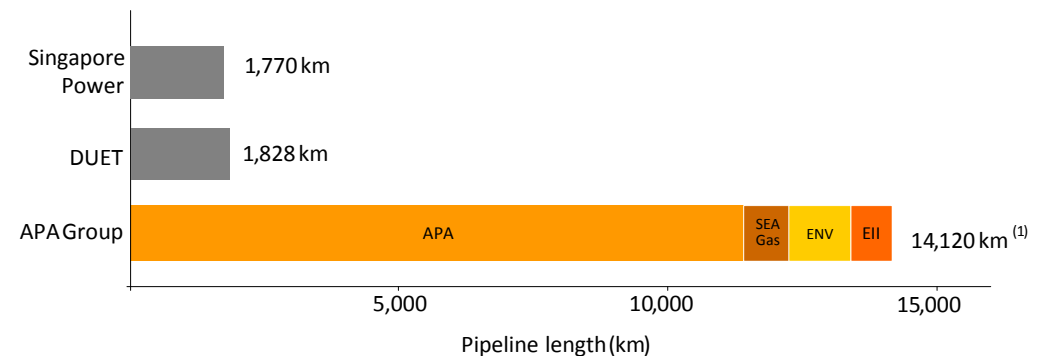 Singapore
Power
1,770 km
DUET
1,828 km
APA Group
APA
SEA
Gas
ENV
EII
14,120 km (1)
5,000
10,000
15,000
Pipeline length (km)